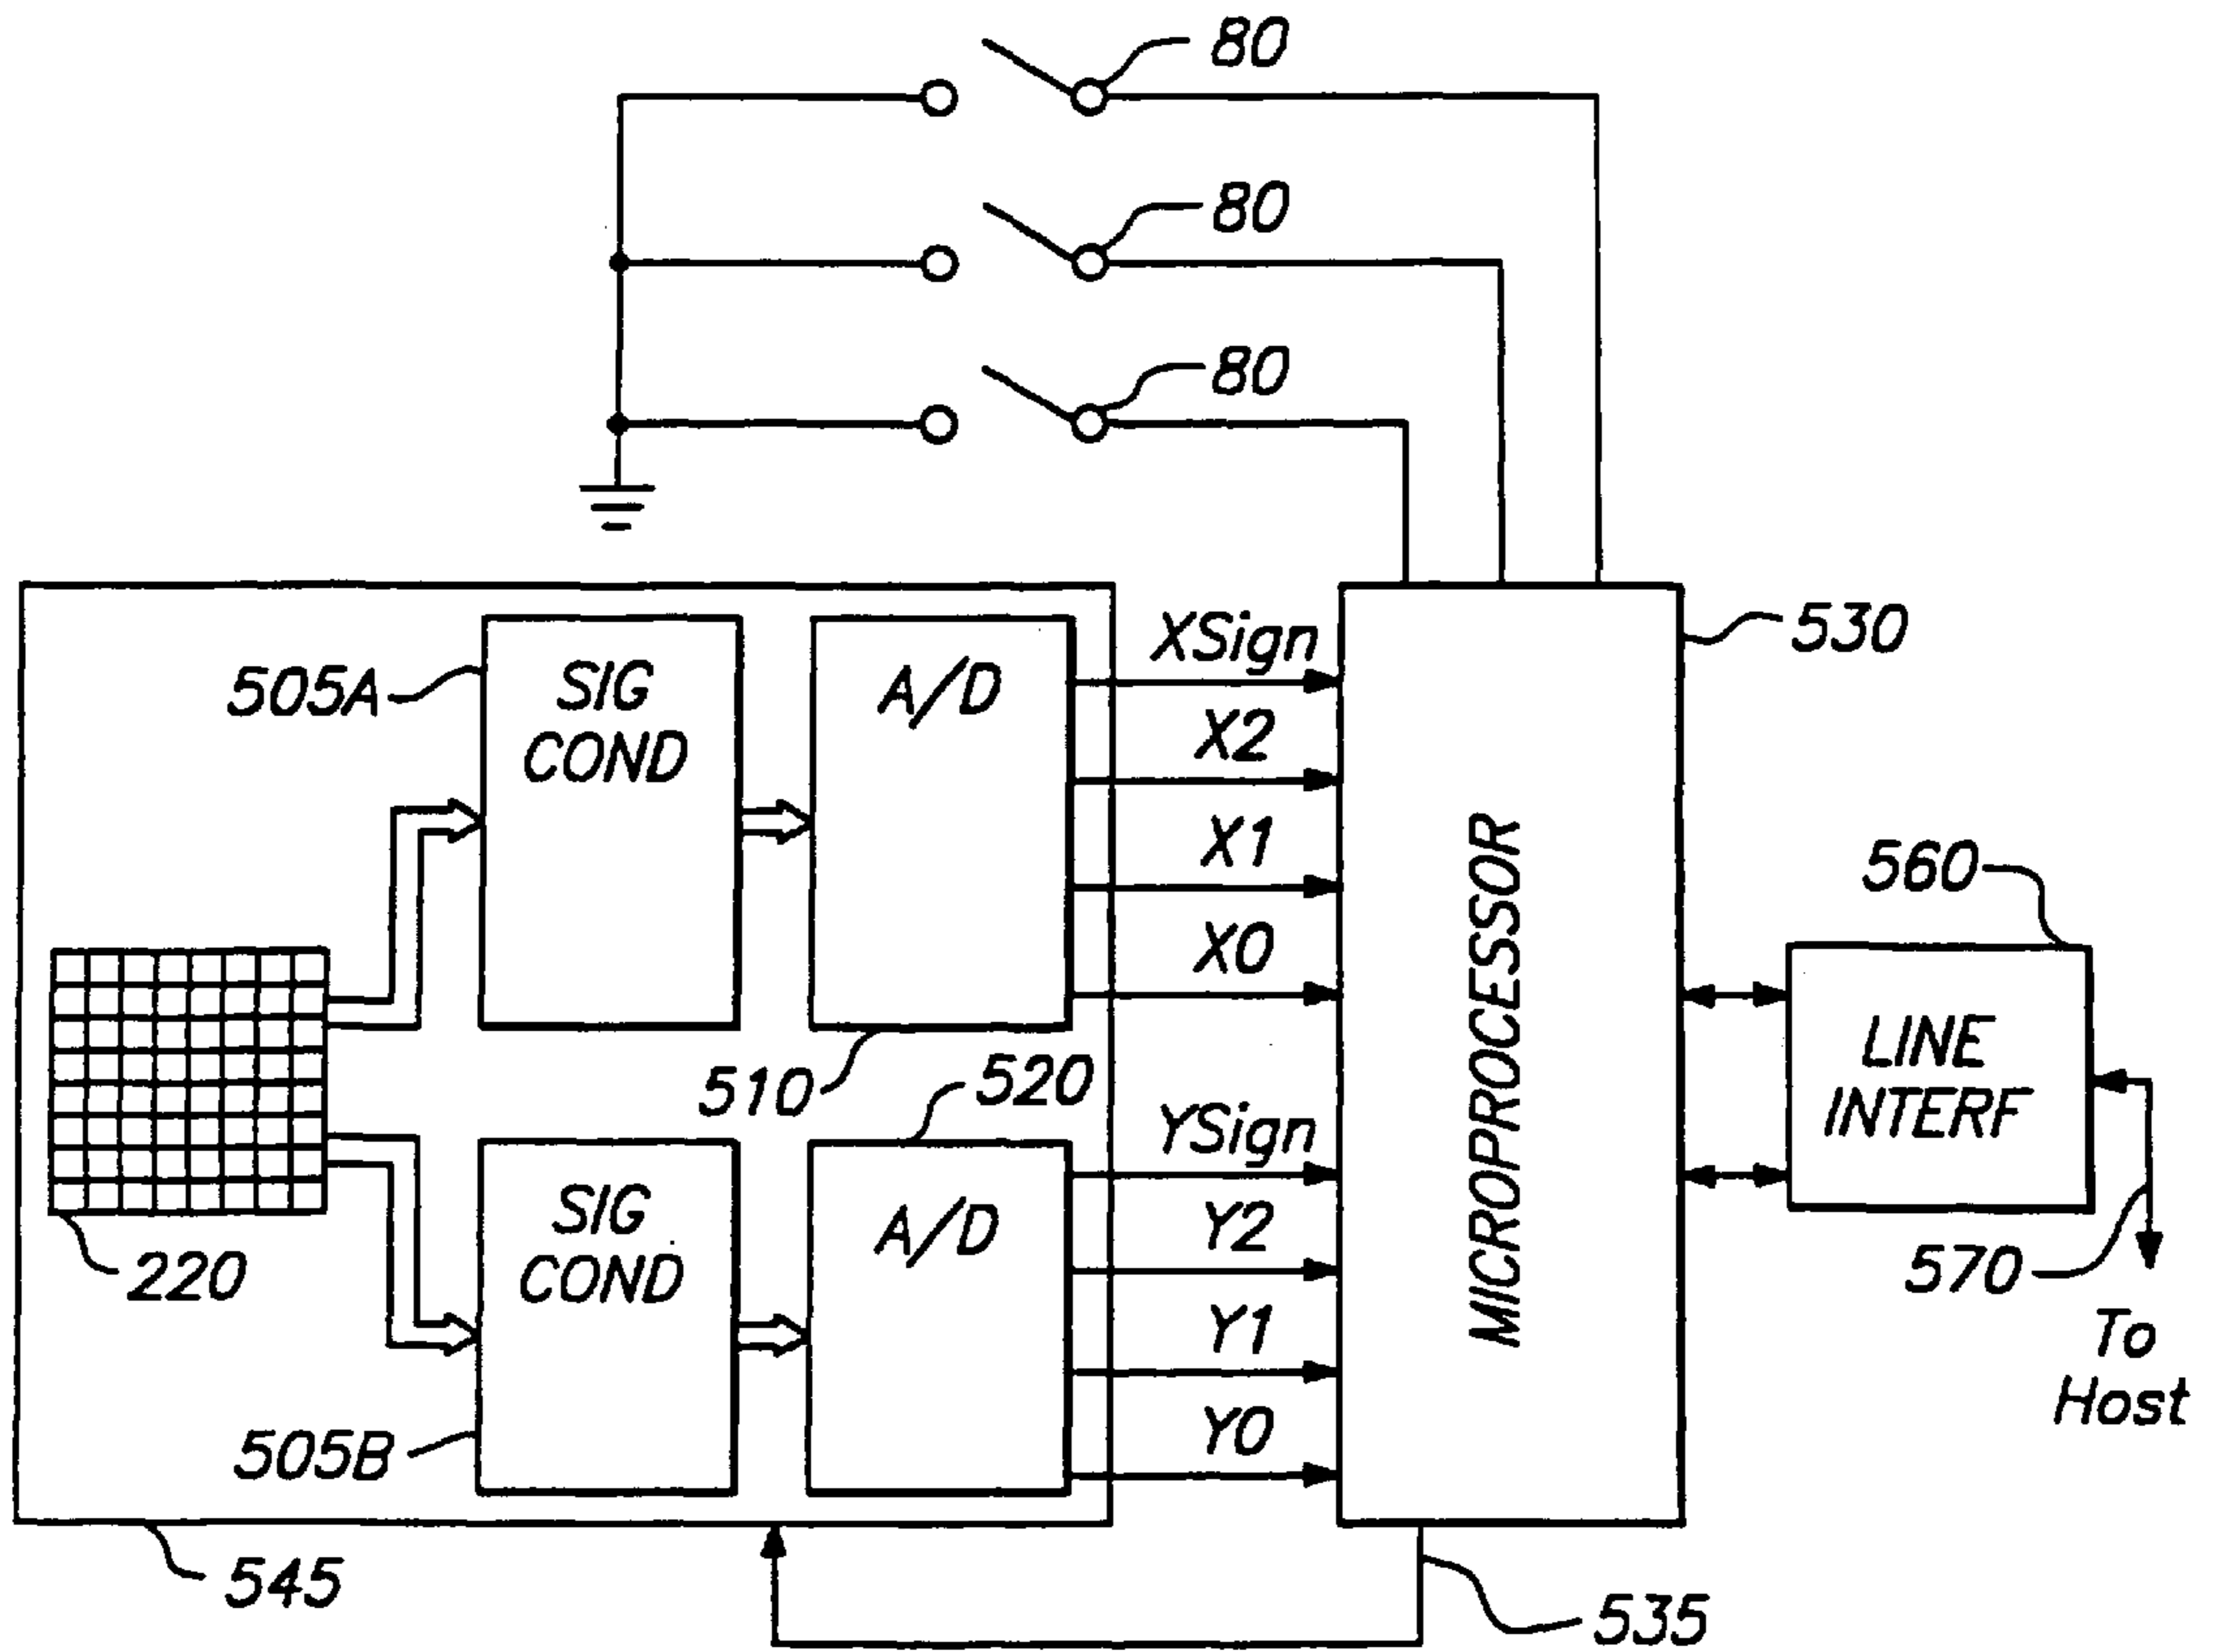 80
80
80
530
505A
SIG
COND
A/D
XSign
X2
X1
X0
510
520
560
MICROPROCESSOR
LINE
INTERF
220
SIG
COND
A/D
YSign
Y2
Y1
Y0
570
To
Host
505B
545
535